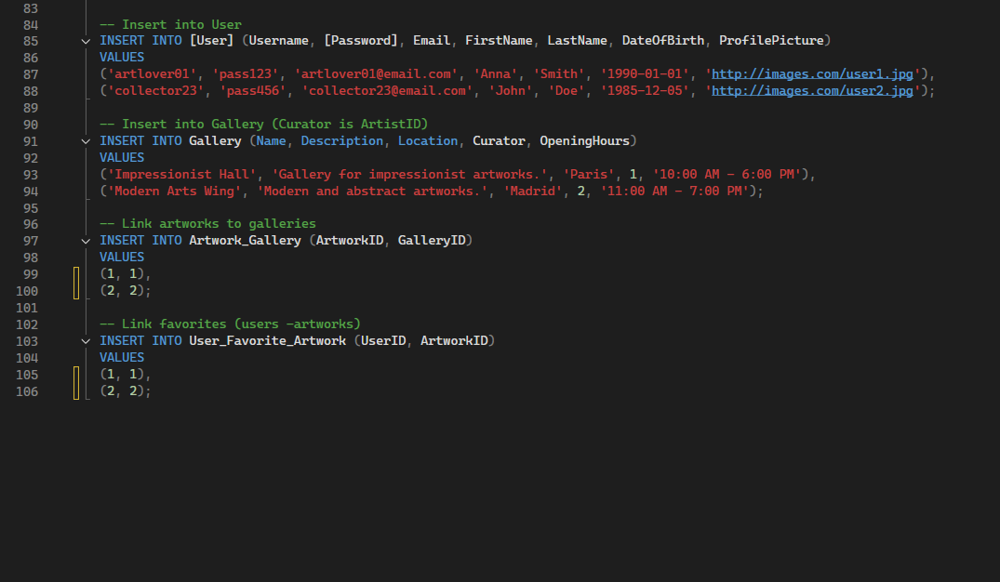 83
84 -- Insert into User
85 INSERT INTO [User] (Username, [Password], Email, FirstName, LastName, DateOfBirth, ProfilePicture)
86 VALUES
87 ('artlover01', 'pass123', 'artlover01@email.com', 'Anna', 'Smith', '1990-01-01', 'http://images.com/user1.jpg'),
88 ('collector23', 'pass456', 'collector23@email.com', 'John', 'Doe', '1985-12-05', 'http://images.com/user2.jpg');
89
90 -- Insert into Gallery (Curator is ArtistID)
91 INSERT INTO Gallery (Name, Description, Location, Curator, OpeningHours)
92 VALUES
93 ('Impressionist Hall', 'Gallery for impressionist artworks.', 'Paris', 1, '10:00 AM - 6:00 PM'),
94 ('Modern Arts Wing', 'Modern and abstract artworks.', 'Madrid', 2, '11:00 AM - 7:00 PM');
95
96 -- Link artworks to galleries
97 INSERT INTO Artwork_Gallery (ArtworkID, GalleryID)
98 VALUES
99 (1, 1),
100 (2, 2);
101
102 -- Link favorites (users -artworks)
103 INSERT INTO User_Favorite_Artwork (UserID, ArtworkID)
104 VALUES
105 (1, 1),
106 (2, 2);